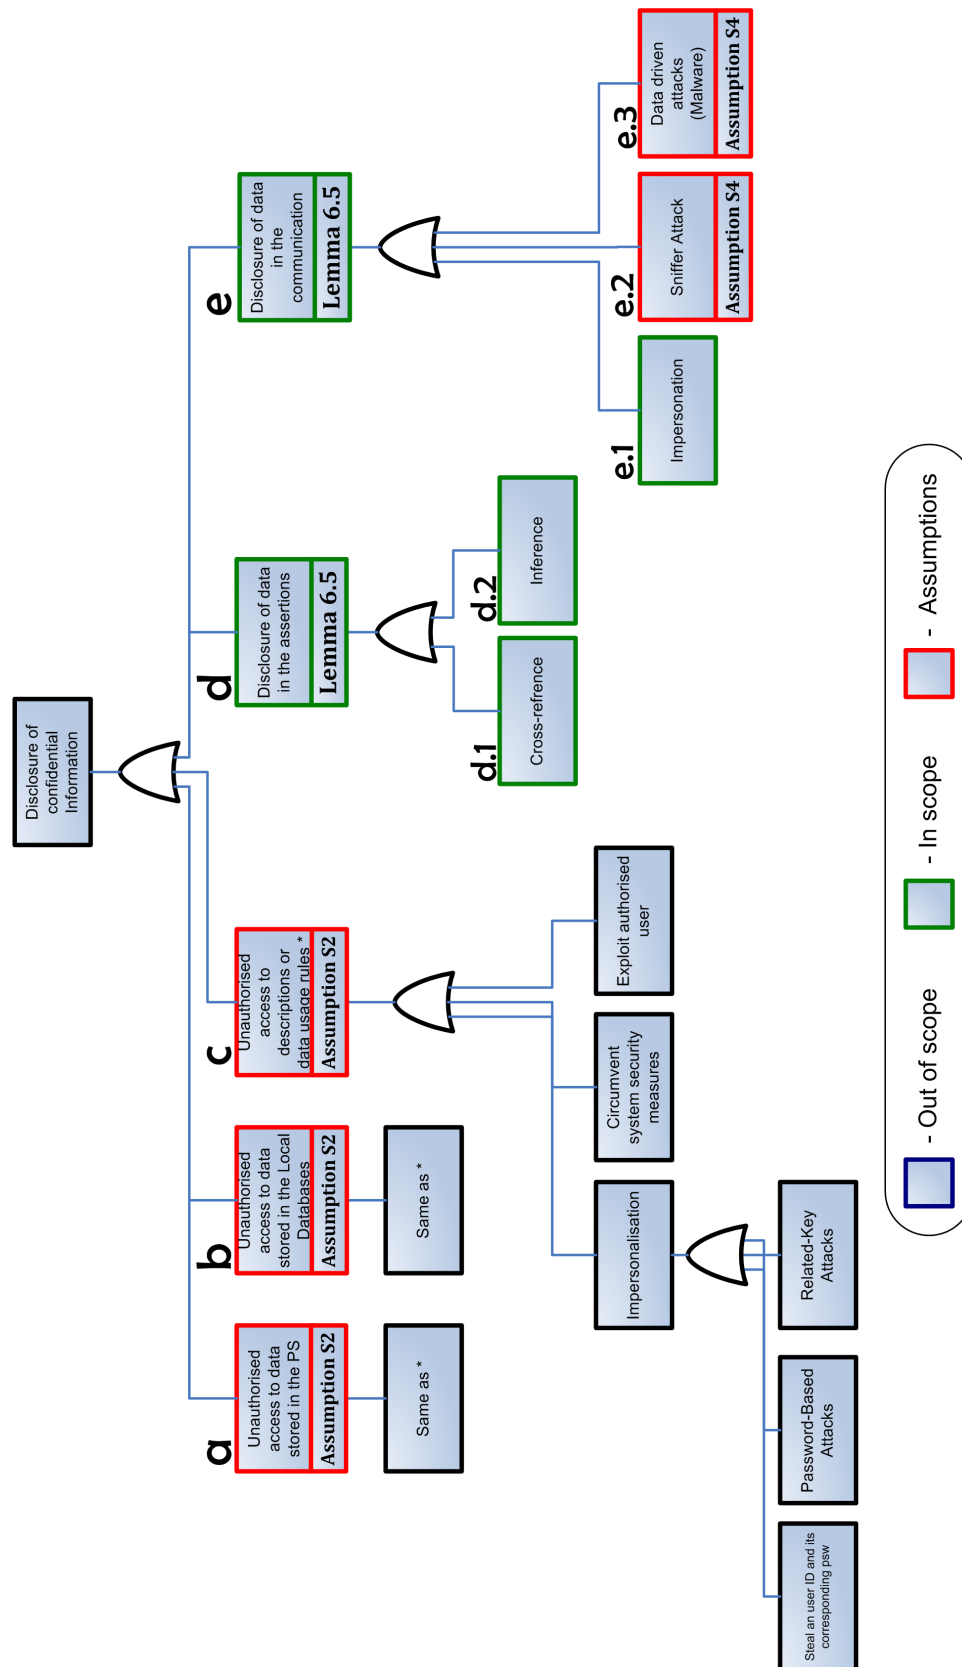 Disclosure of
confidential
Information
a
Unauthorised
access to data
stored in the PS
Assumption S2
Same as *
b
Unauthorised
access to data
stored in the Local
Databases
Assumption S2
Same as *
c
Unauthorised
access to
descriptions or
data usage rules *
Assumption S2
Impersonalisation
Circumvent
system security
measures
Exploit authorised
user
Steal an user ID and its
corresponding psw
Password-Based
Attacks
Related-Key
Attacks
d
Disclosure of data
in the assertions
Lemma 6.5
d.1
Cross-refrence
d.2
Inference
e
Disclosure of data
in the
communication
Lemma 6.5
e.1
Impersonation
e.2
Sniffer Attack
Assumption S4
e.3
Data driven
attacks
(Malware)
Assumption S4
- Out of scope
- In scope
- Assumptions